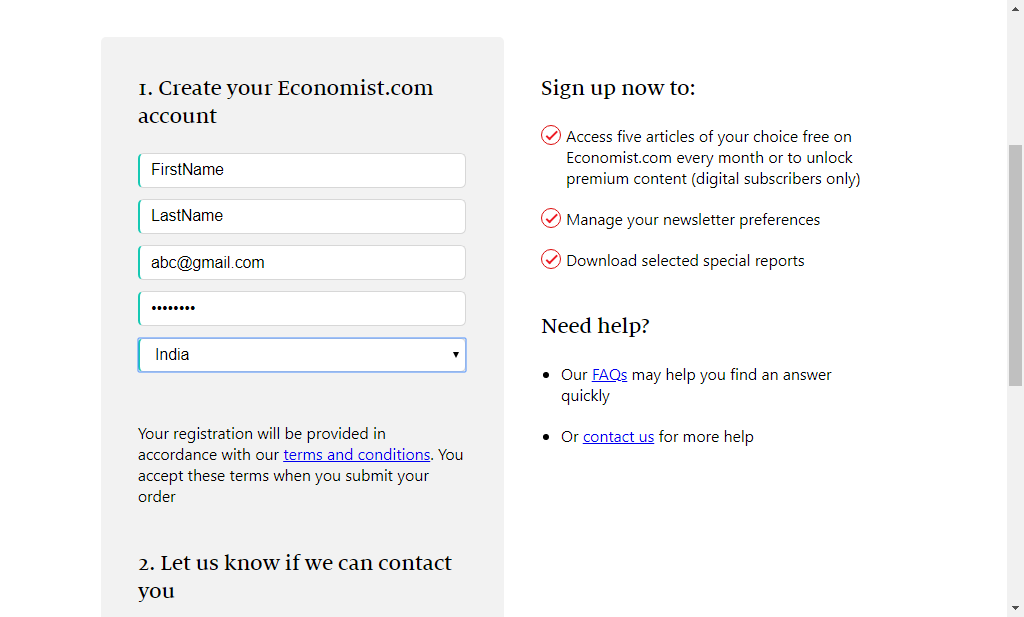 1. Create your Economist.com
account
FirstName
LastName
abc@gmail.com
••••••••
India
Your registration will be provided in
accordance with our terms and conditions. You
accept these terms when you submit your
order
2. Let us know if we can contact
you
Sign up now to:
Access five articles of your choice free on
Economist.com every month or to unlock
premium content (digital subscribers only)
Manage your newsletter preferences
Download selected special reports
Need help?
• Our FAQs may help you find an answer
quickly
• Or contact us for more help